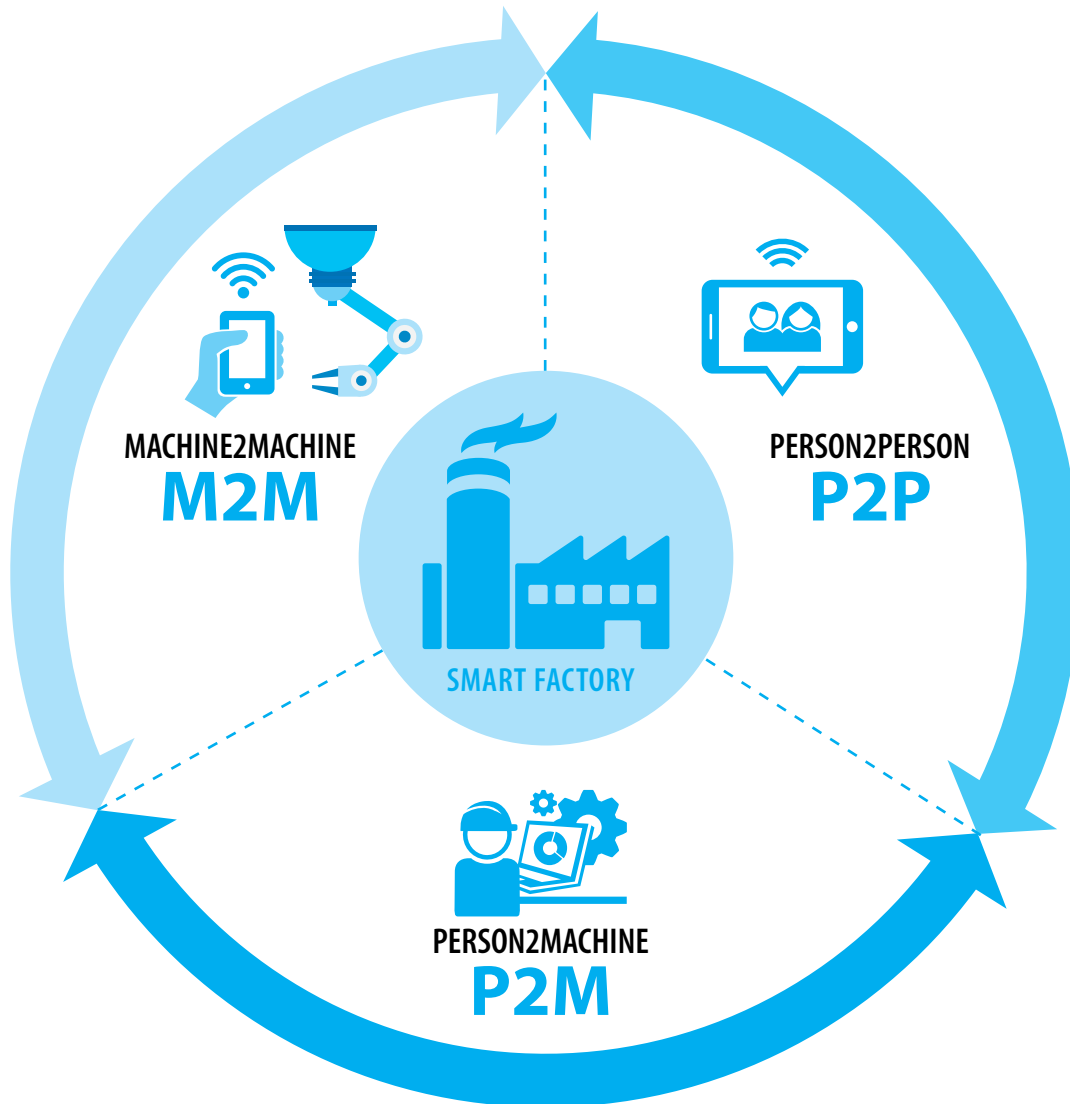 MACHINE2MACHINE
M2M
PERSON2PERSON
P2P
SMART FACTORY
PERSON2MACHINE
P2M